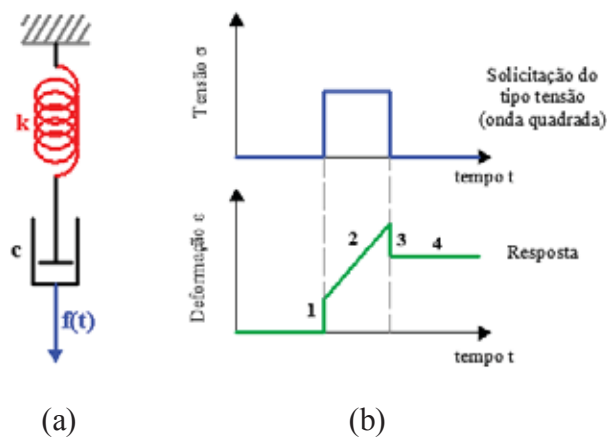 k
c
f(t)
(a)
Tensão σ
Solicitação do
tipo tensão
(onda quadrada)
tempo t
Deformação ε
1
2
3
4
Resposta
tempo t
(b)